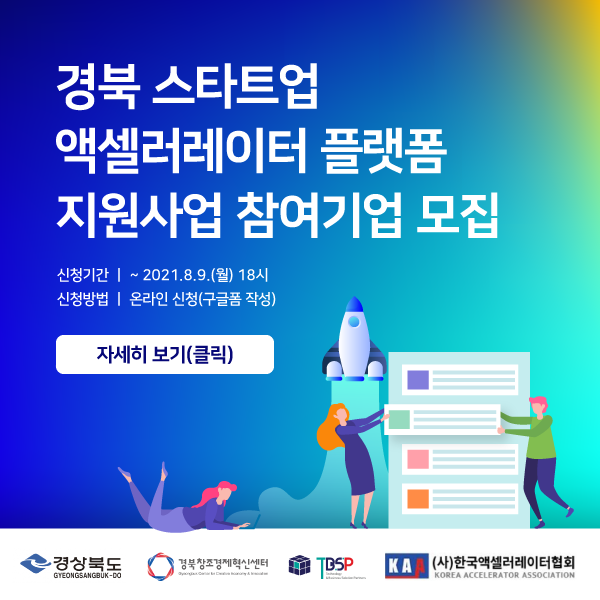 경북 스타트업
액셀러레이터 플랫폼
지원사업 참여기업 모집
신청기간 | ~ 2021.8.9.(월) 18시
신청방법 | 온라인 신청(구글폼 작성)
자세히 보기(클릭)
경상북도
GYEONGSANGBUK-DO
경북창조경제혁신센터
TBSP
KAA (사)한국액셀러레이터협회
KOREA ACCELERATOR ASSOCIATION